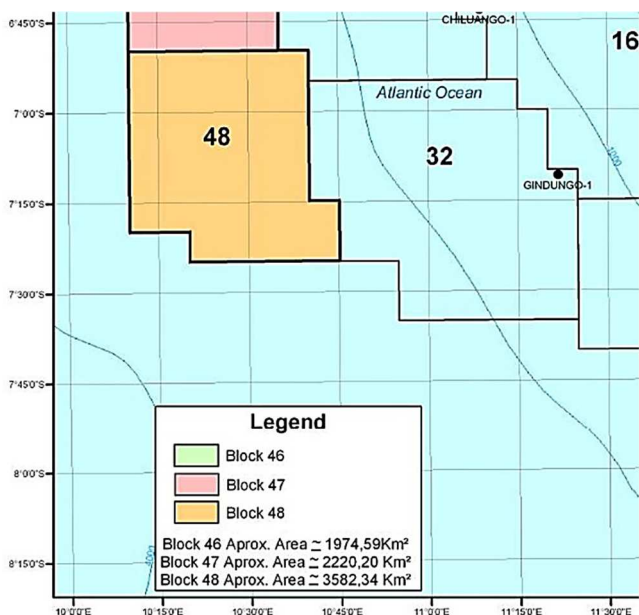 6°45'0"S
CHILUANGO-1
16
Atlantic Ocean
7°00'0"S
48
32
1000
GINDUNGO-1
7°15'0"S
7°30'0"S
7°45'0"S
Legend
Block 46
Block 47
8°00'0"S
Block 48
Block 46 Aprox. Area ≃ 1974,59Km²
Block 47 Aprox. Area ≃ 2220,20 Km²
8°15'0"S
Block 48 Aprox. Area ≃ 3582,34 Km²
10°0'0"E
10°15'0"E
10°30'0"E
10°45'0"E
11°0'0"E
11°15'0"E
11°30'0"E